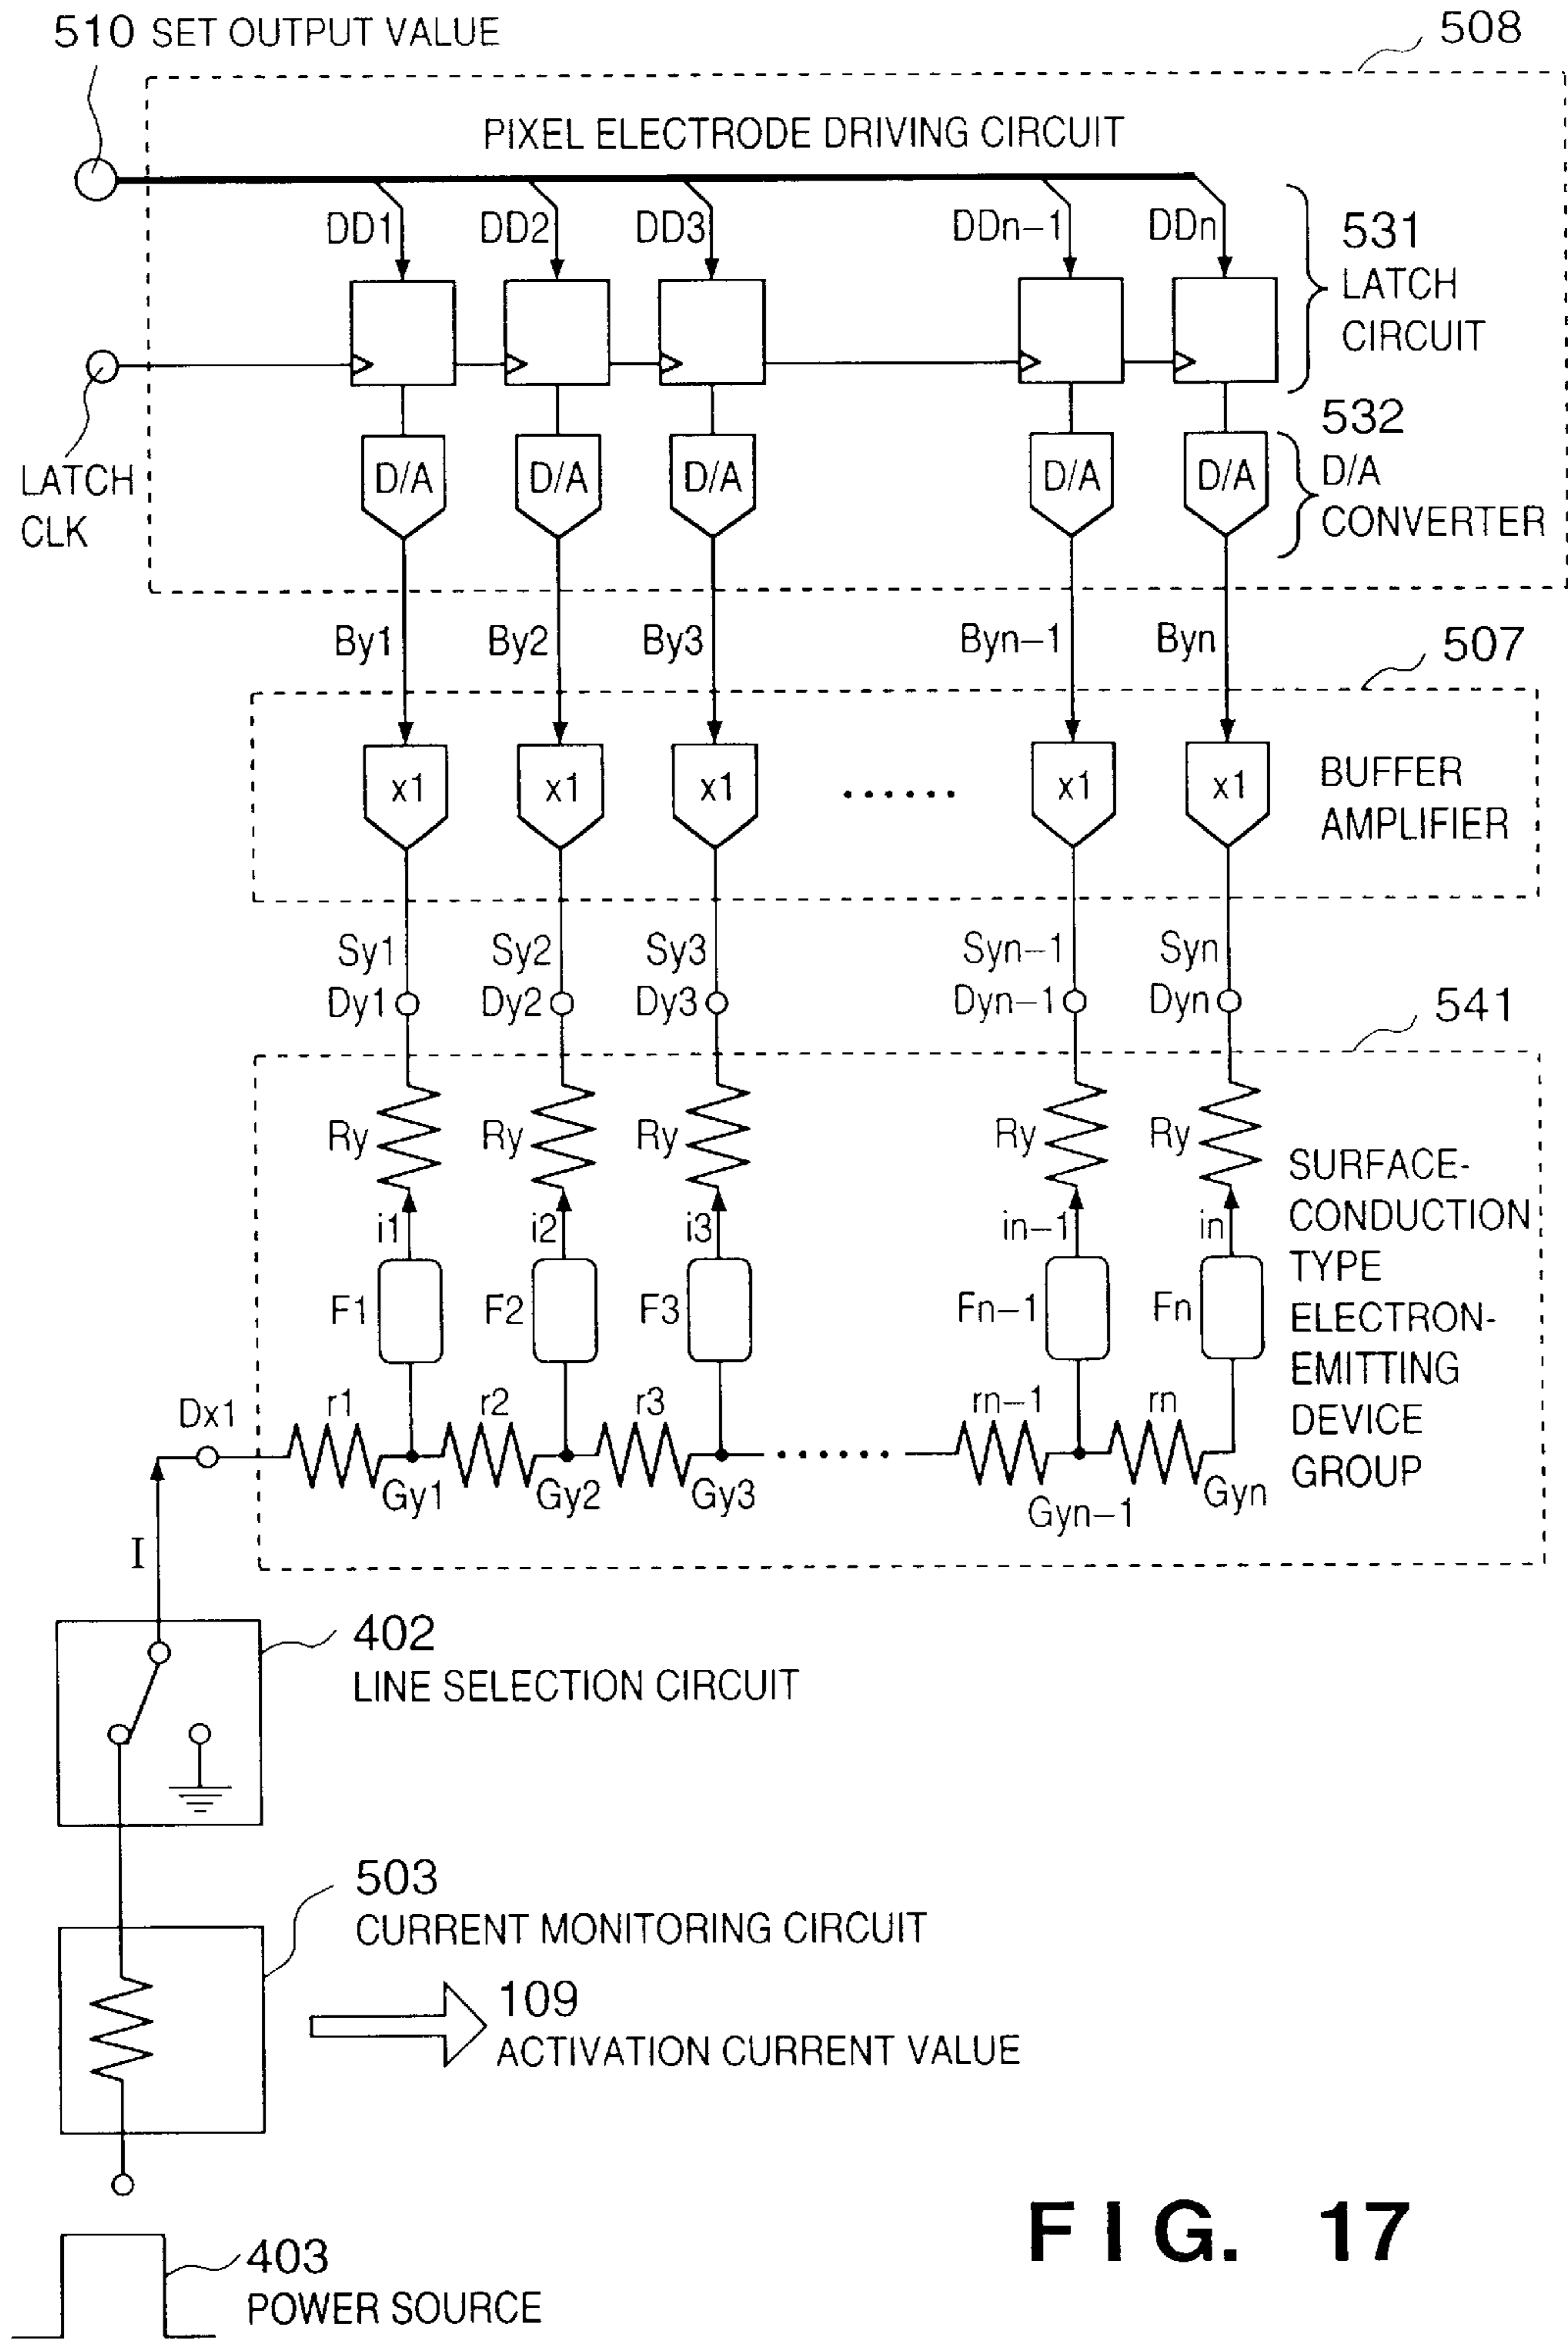 510 SET OUTPUT VALUE
508
PIXEL ELECTRODE DRIVING CIRCUIT
DD1 DD2 DD3 DDn-1 DDn
531
LATCH
CIRCUIT
LATCH
CLK
532
D/A
CONVERTER
D/A D/A D/A D/A D/A
By1 By2 By3 Byn-1 Byn
507
x1 x1 x1 ...... x1 x1
BUFFER
AMPLIFIER
Sy1 Sy2 Sy3 Syn-1 Syn
Dy1 Dy2 Dy3 Dyn-1 Dyn
541
Ry Ry Ry Ry Ry
i1 i2 i3 in-1 in
F1 F2 F3 Fn-1 Fn
SURFACE-
CONDUCTION
TYPE
ELECTRON-
EMITTING
DEVICE
GROUP
Dx1 r1 r2 r3 ...... rn-1 rn
Gy1 Gy2 Gy3 Gyn-1 Gyn
I
402
LINE SELECTION CIRCUIT
503
CURRENT MONITORING CIRCUIT
109
ACTIVATION CURRENT VALUE
403
POWER SOURCE
FIG. 17